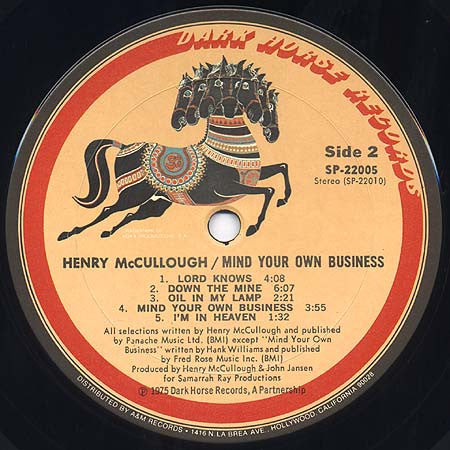 DARK HORSE RECORDS
Side 2
SP-22005
Stereo (SP-22010)
HENRY McCULLOUGH / MIND YOUR OWN BUSINESS
1. LORD KNOWS 4:08
2. DOWN THE MINE 6:07
3. OIL IN MY LAMP 2:21
4. MIND YOUR OWN BUSINESS 3:55
5. I'M IN HEAVEN 1:32
All selections written by Henry McCullough and published
by Panache Music Ltd. (BMI) except "Mind Your Own
Business" written by Hank Williams and published
by Fred Rose Music Inc. (BMI)
Produced by Henry McCullough & John Jansen
for Samarrah Ray Productions
℗ 1975 Dark Horse Records, A Partnership
DISTRIBUTED BY A&M RECORDS • 1416 N. LA BREA AVE., HOLLYWOOD, CALIFORNIA 90028